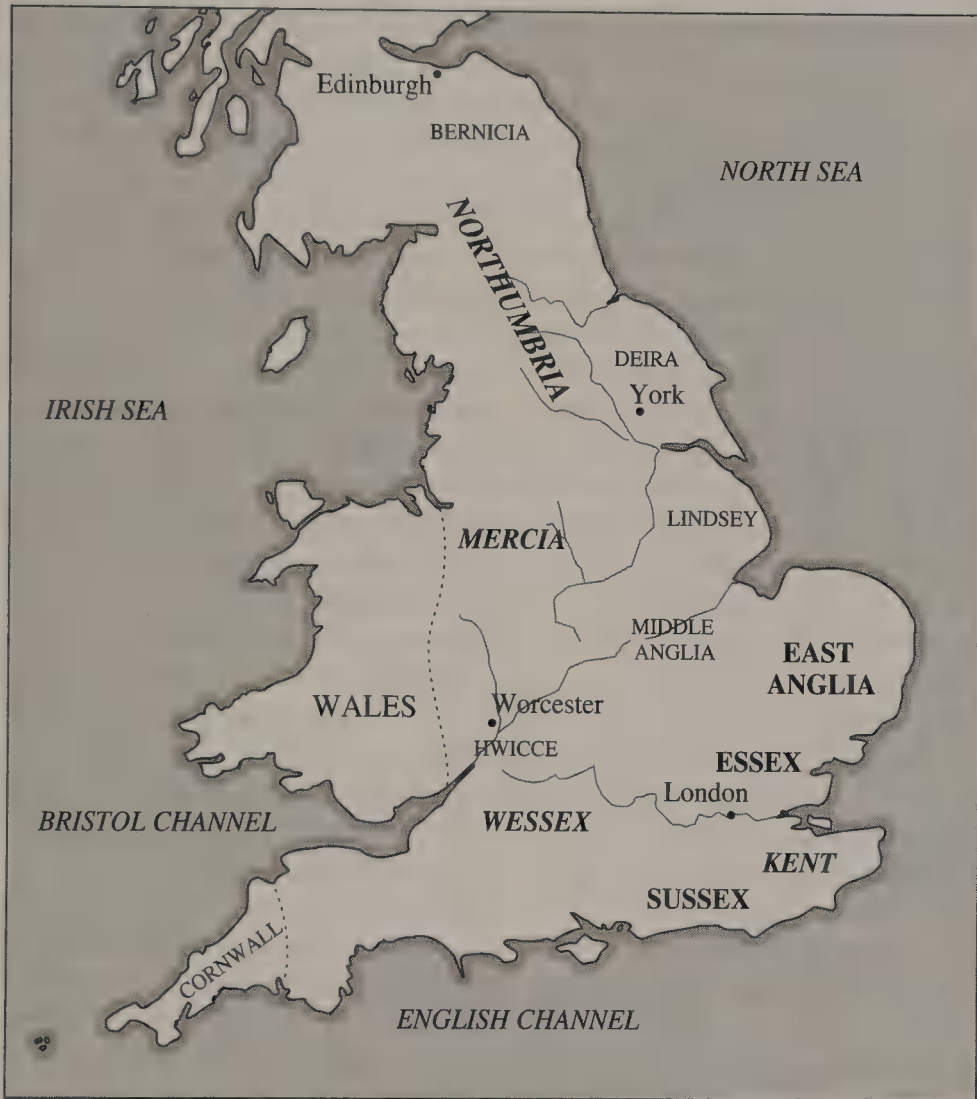 Edinburgh
BERNICIA
NORTH SEA
NORTHUMBRIA
DEIRA
York
IRISH SEA
LINDSEY
MERCIA
MIDDLE
ANGLIA
EAST
ANGLIA
WALES
Worcester
HWICCE
ESSEX
London
BRISTOL CHANNEL
WESSEX
KENT
SUSSEX
CORNWALL
ENGLISH CHANNEL